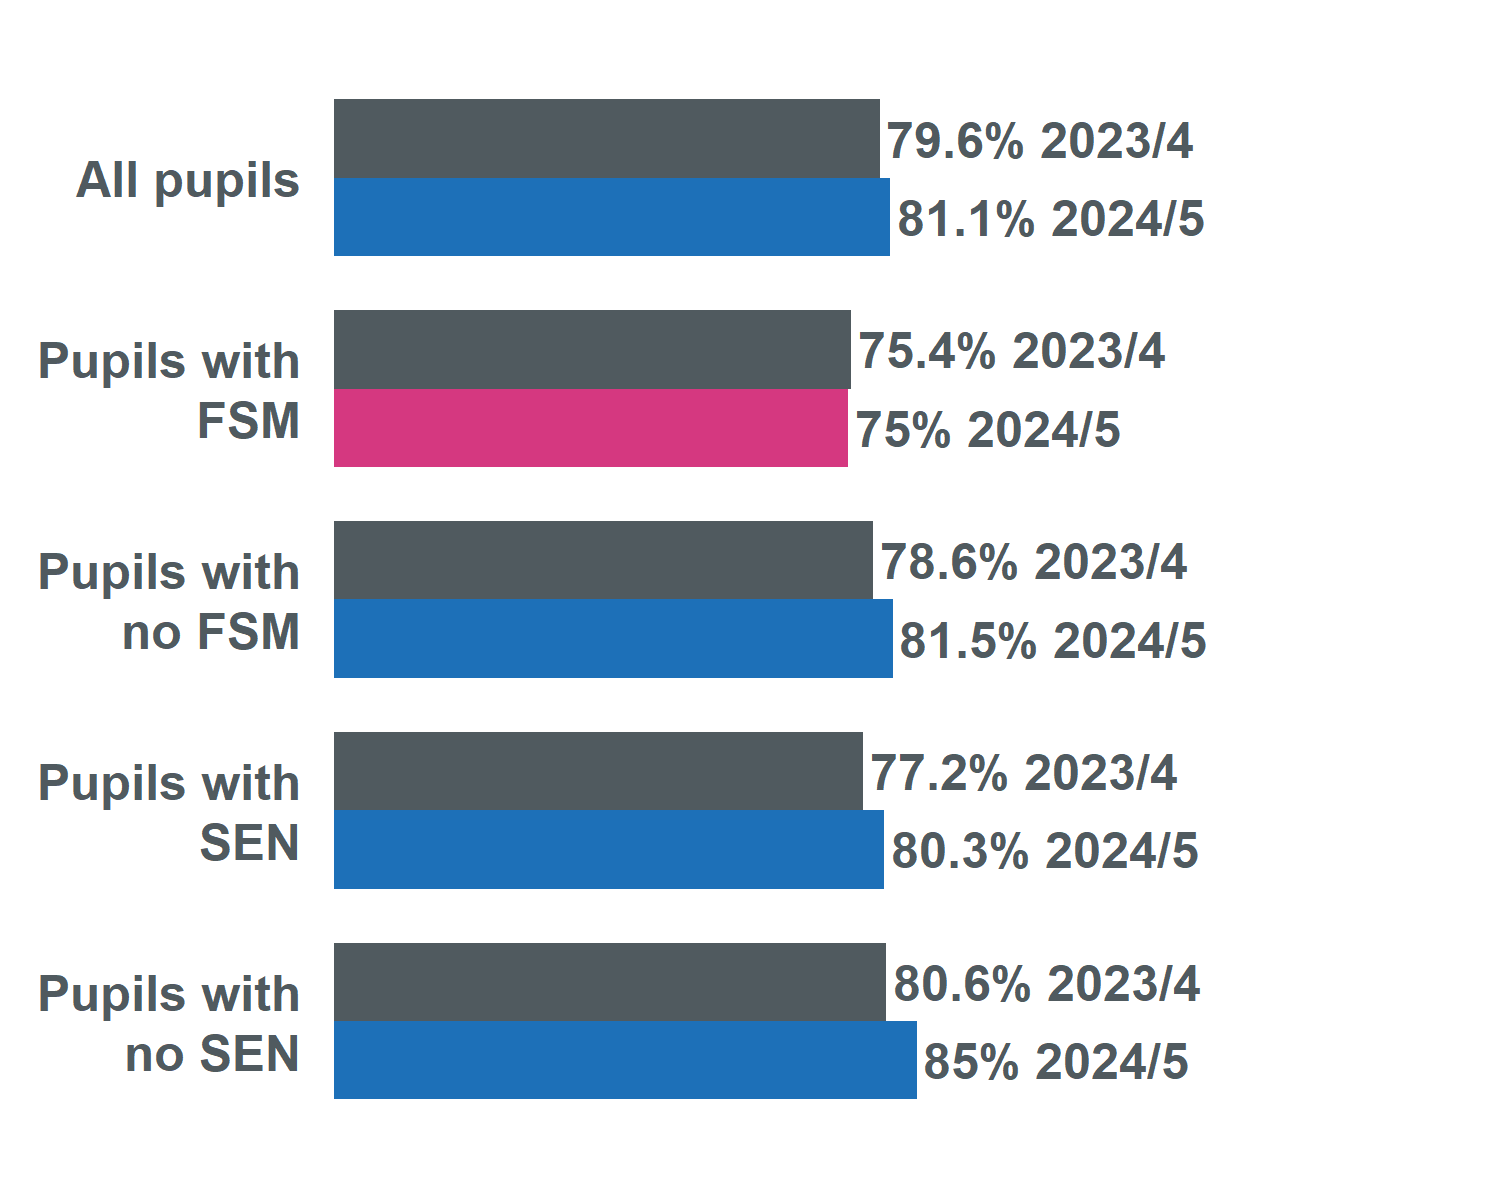 79.6% 2023/4
All pupils
81.1% 2024/5
75.4% 2023/4
Pupils with
FSM
75% 2024/5
78.6% 2023/4
Pupils with
no FSM
81.5% 2024/5
77.2% 2023/4
Pupils with
SEN
80.3% 2024/5
80.6% 2023/4
Pupils with
no SEN
85% 2024/5